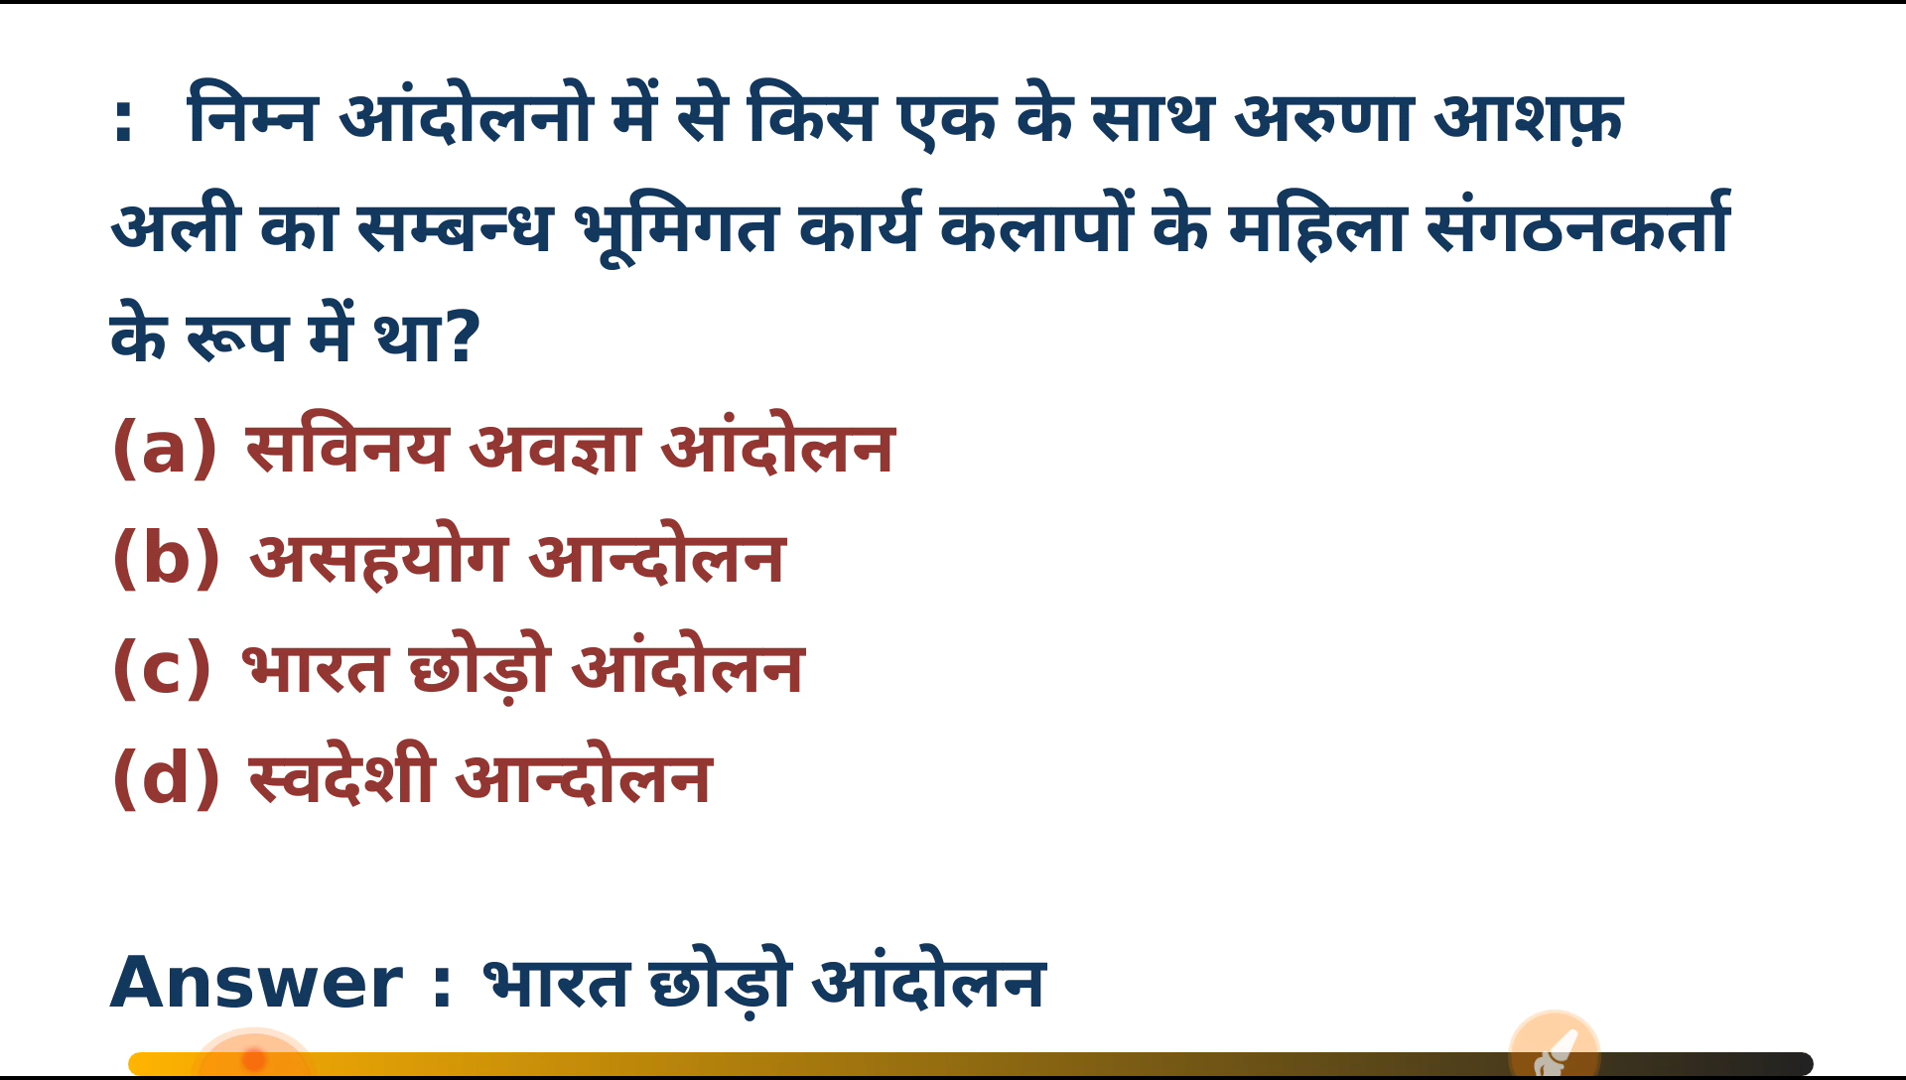 : निम्न आंदोलनो में से किस एक के साथ अरुणा आशफ़
अली का सम्बन्ध भूमिगत कार्य कलापों के महिला संगठनकर्ता
के रूप में था?
(a) सविनय अवज्ञा आंदोलन
(b) असहयोग आन्दोलन
(c) भारत छोड़ो आंदोलन
(d) स्वदेशी आन्दोलन
Answer : भारत छोड़ो आंदोलन